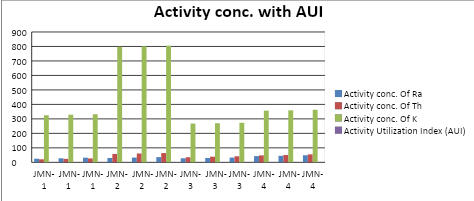 Activity conc. with AUI
900
800
700
600
500
400
300
200
100
0
JMN-1 JMN-1 JMN-1 JMN-2 JMN-2 JMN-2 JMN-3 JMN-3 JMN-3 JMN-4 JMN-4 JMN-4
Activity conc. Of Ra
Activity conc. Of Th
Activity conc. Of K
Activity Utilization Index (AUI)